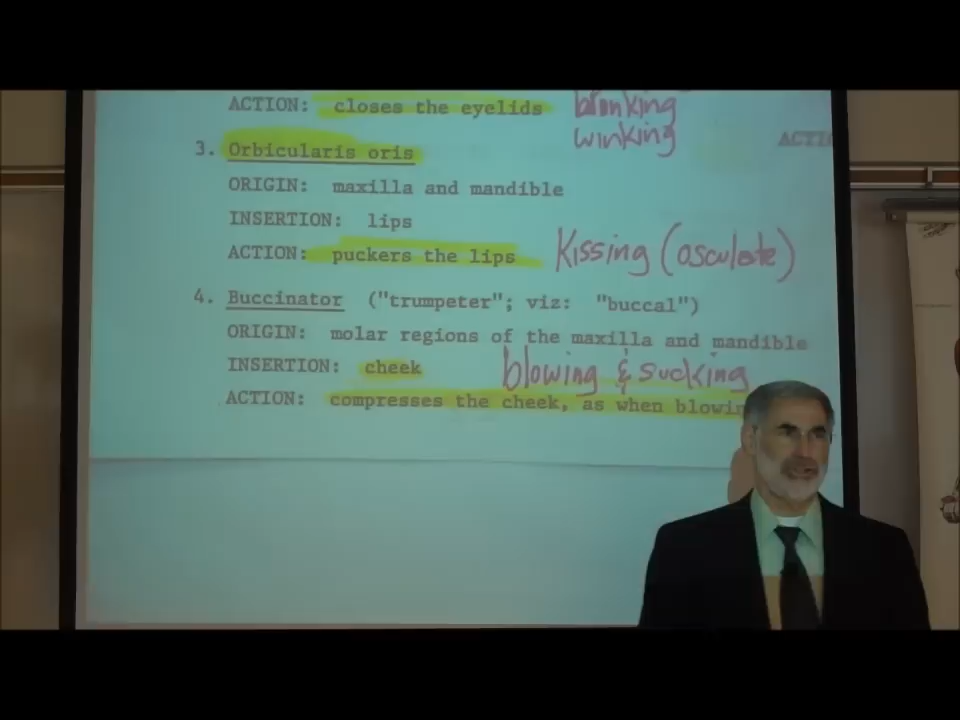 ACTION: closes the eyelids blinking
winking
ACTI
3. Orbicularis oris
ORIGIN: maxilla and mandible
INSERTION: lips
ACTION: puckers the lips Kissing (osculate)
4. Buccinator ("trumpeter"; viz: "buccal")
ORIGIN: molar regions of the maxilla and mandible
INSERTION: cheek blowing & sucking
ACTION: compresses the cheek, as when blowin